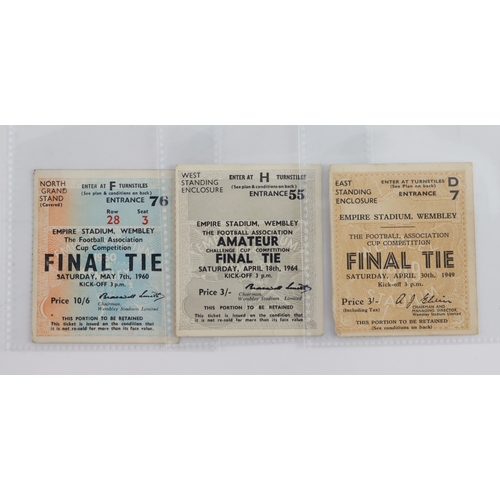 NORTH
GRAND
STAND
(Covered)
ENTER AT F TURNSTILES
(See plan & conditions on back)
ENTRANCE 76
Row Seat
28 3
EMPIRE STADIUM, WEMBLEY
The Football Association
Cup Competition
FINAL TIE
SATURDAY, MAY 7th, 1960
KICK-OFF 3 p.m.
Price 10/6
Chairman,
Wembley Stadium Limited
THIS PORTION TO BE RETAINED
This ticket is issued on the condition that
it is not re-sold for more than its face value.
WEST
STANDING
ENCLOSURE
ENTER AT H TURNSTILES
(See plan & conditions on back)
ENTRANCE 55
EMPIRE STADIUM, WEMBLEY
THE FOOTBALL ASSOCIATION
AMATEUR
CHALLENGE CUP COMPETITION
FINAL TIE
SATURDAY, APRIL 18th, 1964
KICK-OFF 3 p.m.
Price 3/-
Chairman,
Wembley Stadium Limited
THIS PORTION TO BE RETAINED
This ticket is issued on the condition that it
is not re-sold for more than its face value.
EAST
STANDING
ENCLOSURE
ENTER AT TURNSTILES
(See Plan on back)
ENTRANCE
D
7
EMPIRE STADIUM, WEMBLEY
THE FOOTBALL ASSOCIATION
CUP COMPETITION
FINAL TIE
SATURDAY, APRIL 30th, 1949
Kick-off 3 p.m.
Price 3/-
(Including Tax)
CHAIRMAN AND
MANAGING DIRECTOR,
Wembley Stadium Limited
THIS PORTION TO BE RETAINED
(See conditions on back)